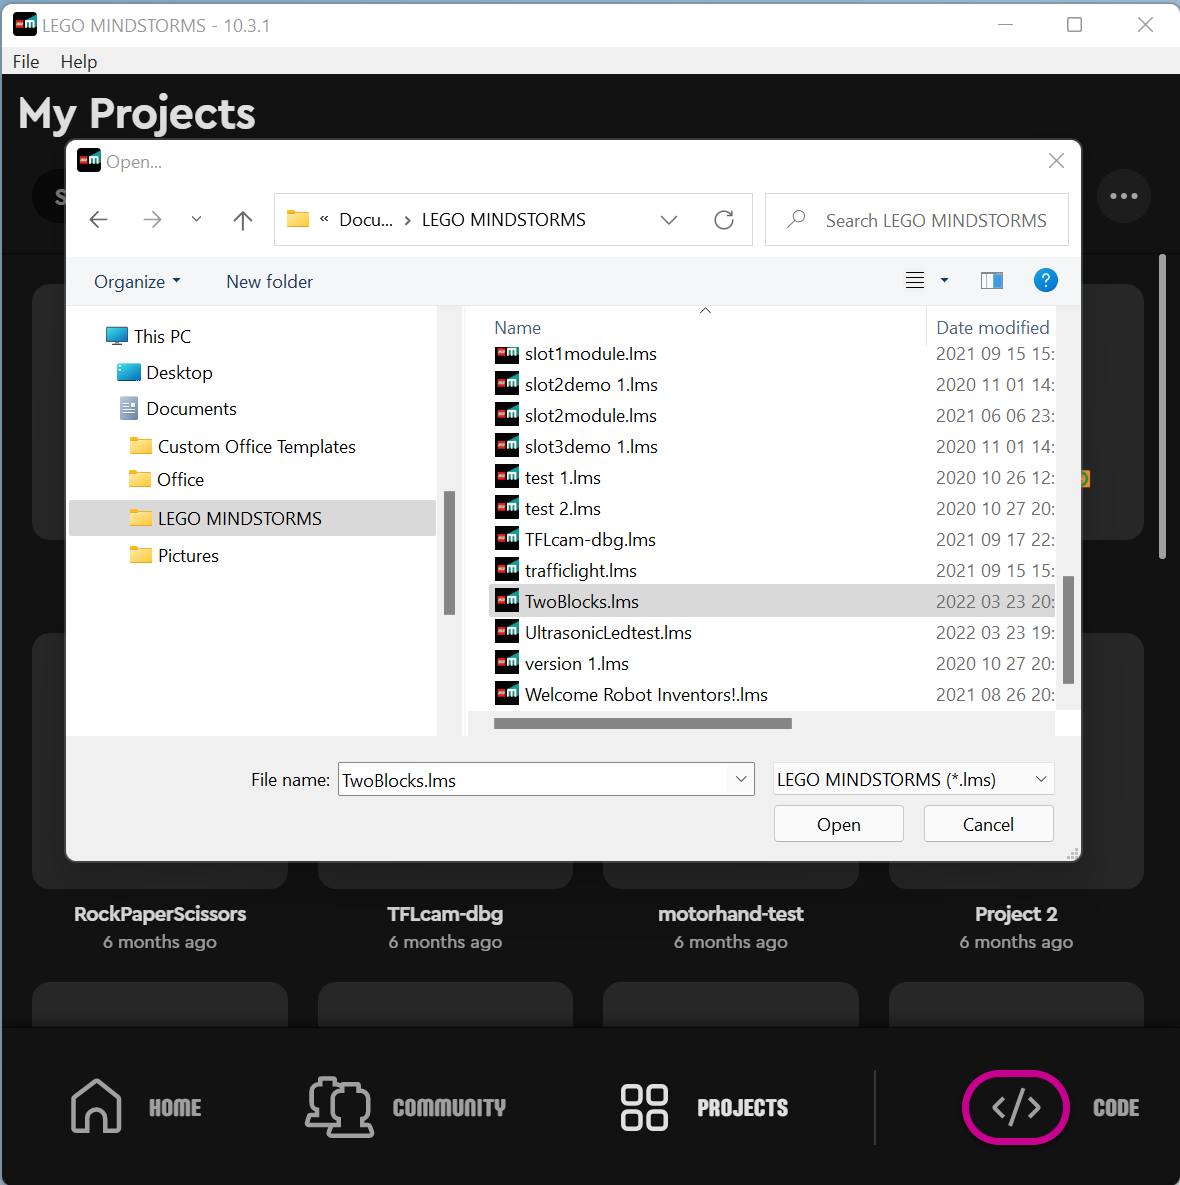 LEGO MINDSTORMS - 10.3.1
File Help
My Projects
Open...
S
« Docu... › LEGO MINDSTORMS
Search LEGO MINDSTORMS
Organize New folder
?
Name Date modified
This PC
Desktop
Documents
Custom Office Templates
Office
LEGO MINDSTORMS
Pictures
slot1module.lms 2021 09 15 15:
slot2demo 1.lms 2020 11 01 14:
slot2module.lms 2021 06 06 23:
slot3demo 1.lms 2020 11 01 14:
test 1.lms 2020 10 26 12:
test 2.lms 2020 10 27 20:
TFLcam-dbg.lms 2021 09 17 22:
trafficlight.lms 2021 09 15 15:
TwoBlocks.lms 2022 03 23 20:
UltrasonicLedtest.lms 2022 03 23 19:
version 1.lms 2020 10 27 20:
Welcome Robot Inventors!.lms 2021 08 26 20:
File name: TwoBlocks.lms LEGO MINDSTORMS (*.lms)
Open Cancel
RockPaperScissors TFLcam-dbg motorhand-test Project 2
6 months ago 6 months ago 6 months ago 6 months ago
HOME COMMUNITY PROJECTS </> CODE